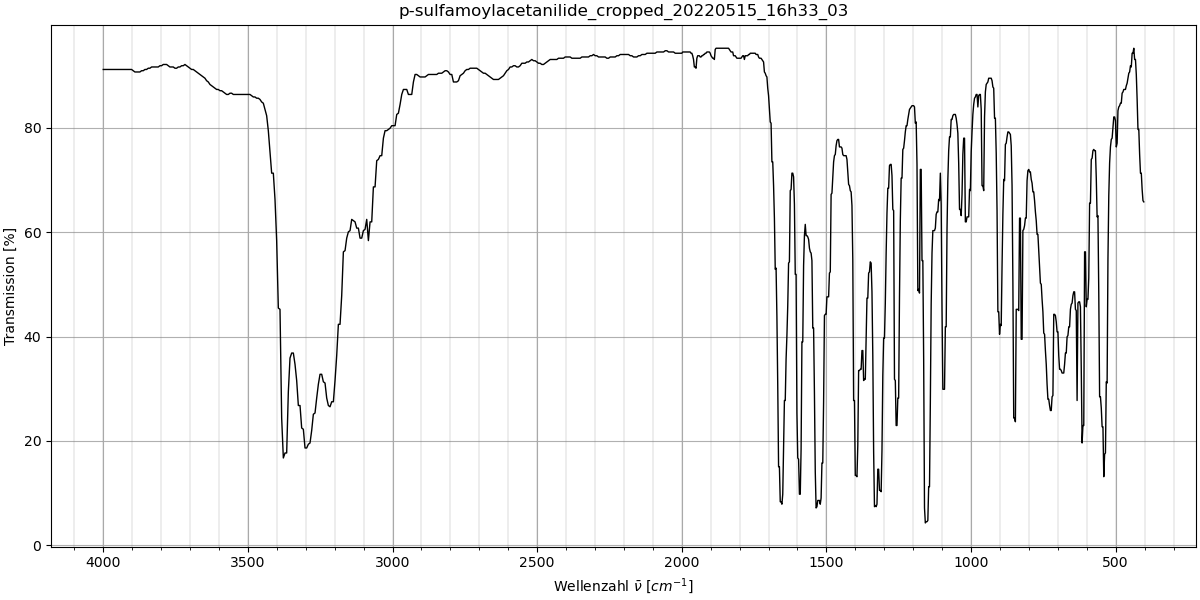 p-sulfamoylacetanilide_cropped_20220515_16h33_03
Transmission [%]
80
60
40
20
0
4000 3500 3000 2500 2000 1500 1000 500
Wellenzahl ν̄ [cm⁻¹]